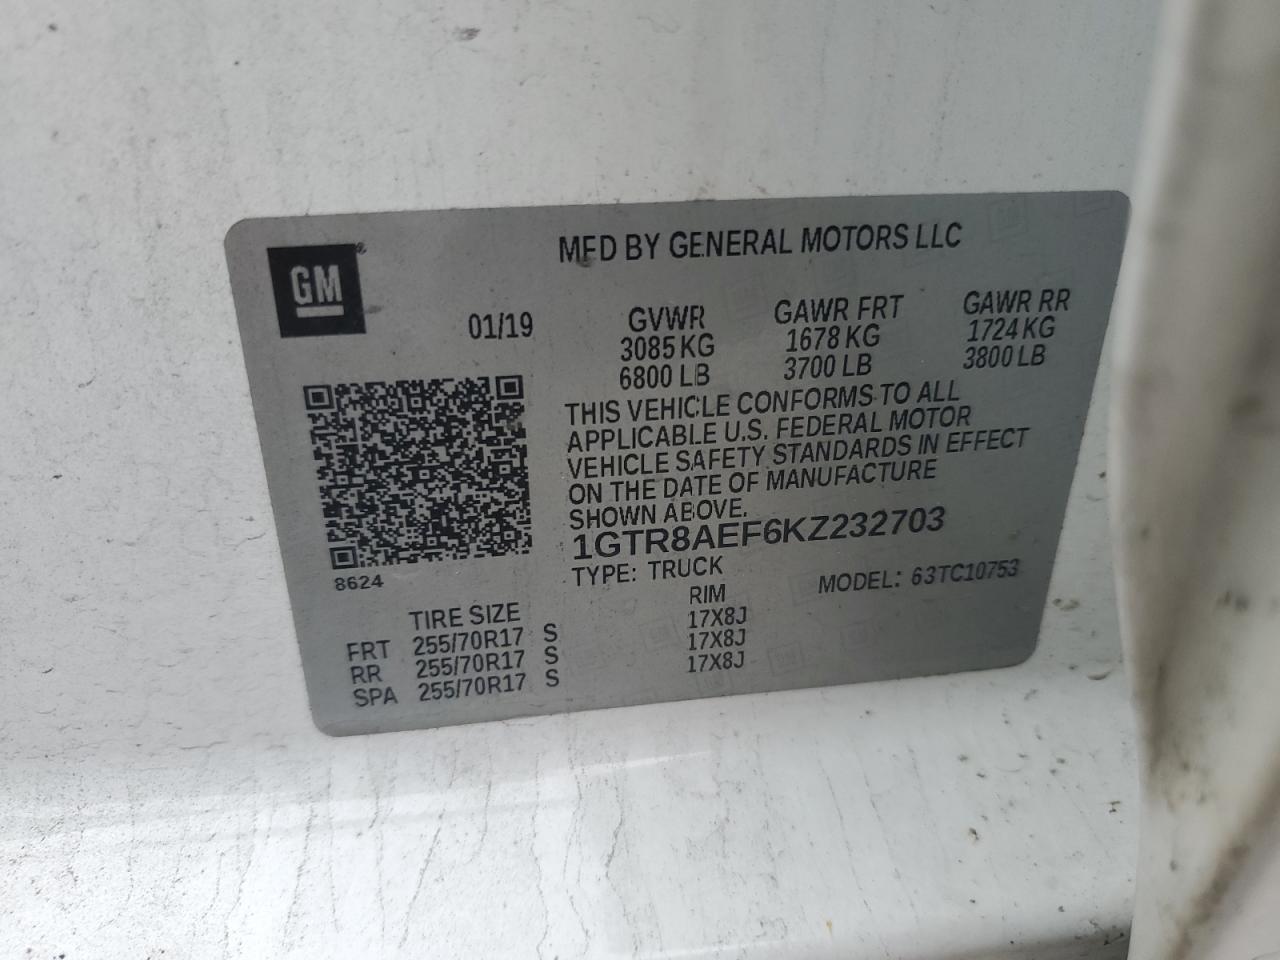 GM
®
MFD BY GENERAL MOTORS LLC
01/19
GVWR GAWR FRT GAWR RR
3085 KG 1678 KG 1724 KG
6800 LB 3700 LB 3800 LB
THIS VEHICLE CONFORMS TO ALL
APPLICABLE U.S. FEDERAL MOTOR
VEHICLE SAFETY STANDARDS IN EFFECT
ON THE DATE OF MANUFACTURE
SHOWN ABOVE.
1GTR8AEF6KZ232703
8624
TYPE: TRUCK MODEL: 63TC10753
TIRE SIZE RIM
FRT 255/70R17 S 17X8J
RR 255/70R17 S 17X8J
SPA 255/70R17 S 17X8J